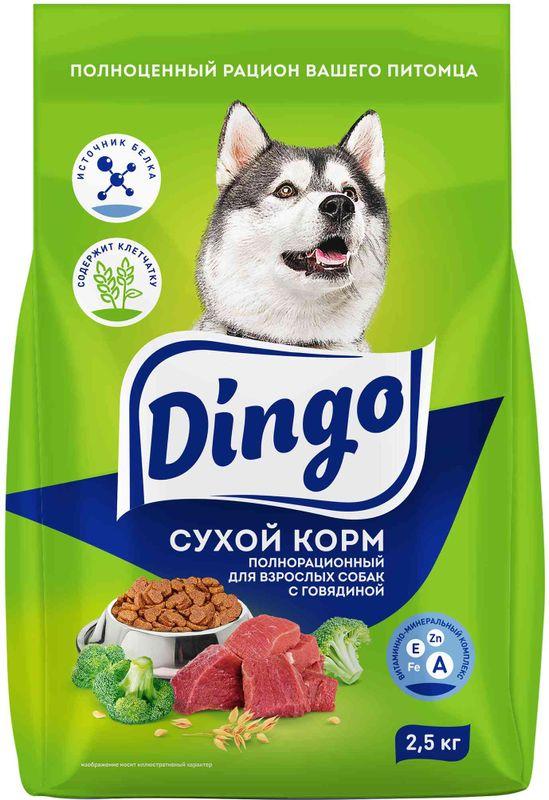 ПОЛНОЦЕННЫЙ РАЦИОН ВАШЕГО ПИТОМЦА
ИСТОЧНИК БЕЛКА
СОДЕРЖИТ КЛЕТЧАТКУ
Dingo
СУХОЙ КОРМ
ПОЛНОРАЦИОННЫЙ
ДЛЯ ВЗРОСЛЫХ СОБАК
С ГОВЯДИНОЙ
ВИТАМИННО-МИНЕРАЛЬНЫЙ КОМПЛЕКС
E Zn
Fe A
2,5 кг
изображение носит иллюстративный характер